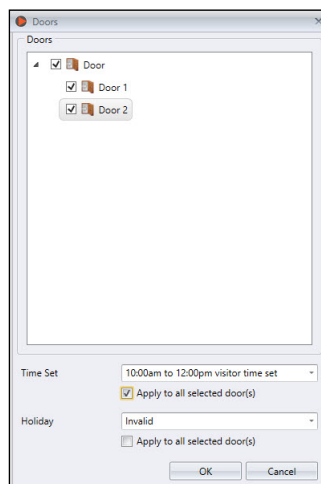 Doors
Doors
Door
Door 1
Door 2
Time Set
10:00am to 12:00pm visitor time set
Apply to all selected door(s)
Holiday
Invalid
Apply to all selected door(s)
OK
Cancel